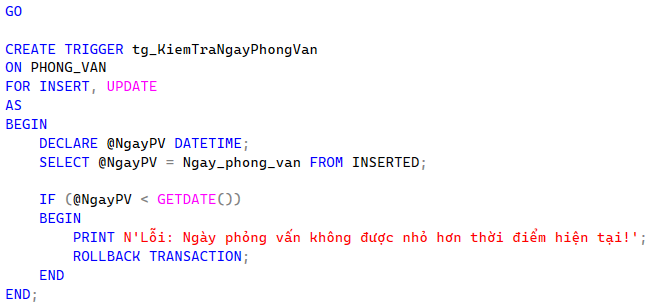 GO
CREATE TRIGGER tg_KiemTraNgayPhongVan
ON PHONG_VAN
FOR INSERT, UPDATE
AS
BEGIN
DECLARE @NgayPV DATETIME;
SELECT @NgayPV = Ngay_phong_van FROM INSERTED;
IF (@NgayPV < GETDATE())
BEGIN
PRINT N'Lỗi: Ngày phỏng vấn không được nhỏ hơn thời điểm hiện tại!';
ROLLBACK TRANSACTION;
END
END;